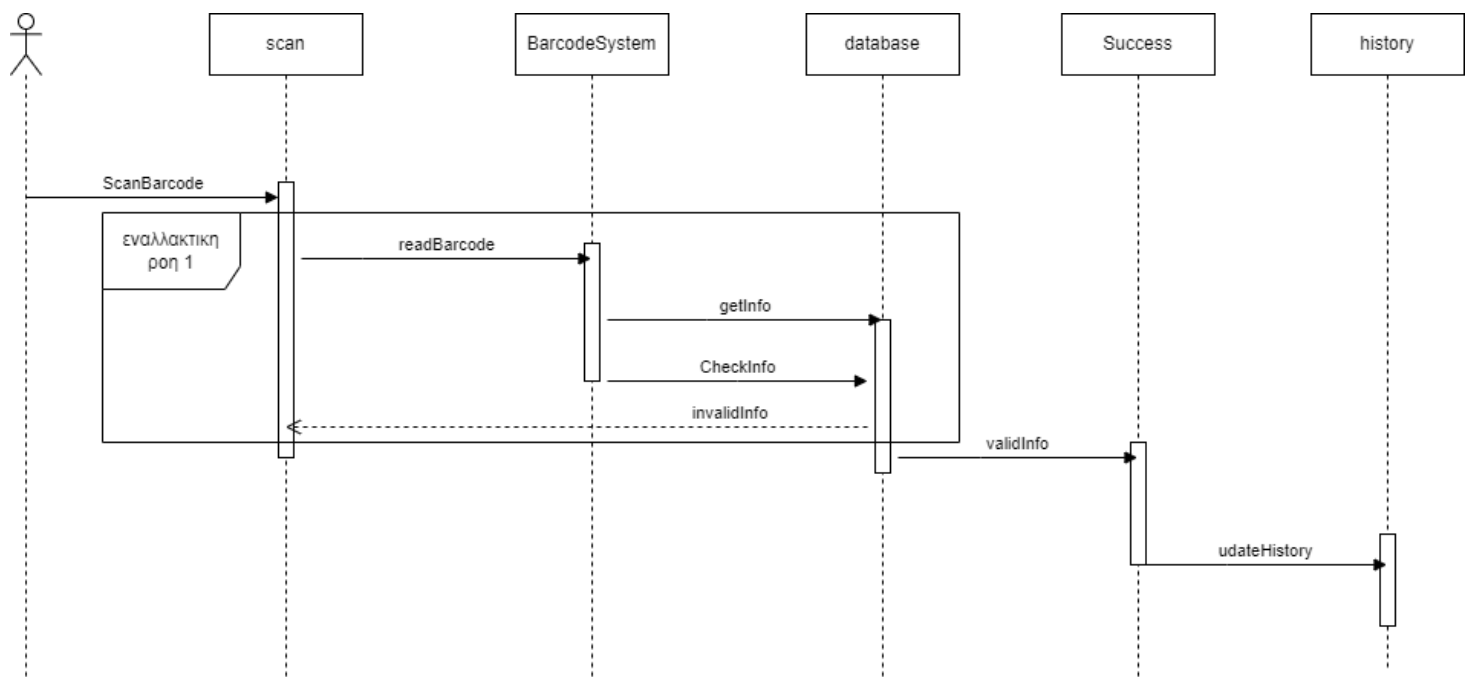 scan
BarcodeSystem
database
Success
history
ScanBarcode
εναλλακτικη
ροη 1
readBarcode
getInfo
CheckInfo
invalidInfo
validInfo
udateHistory